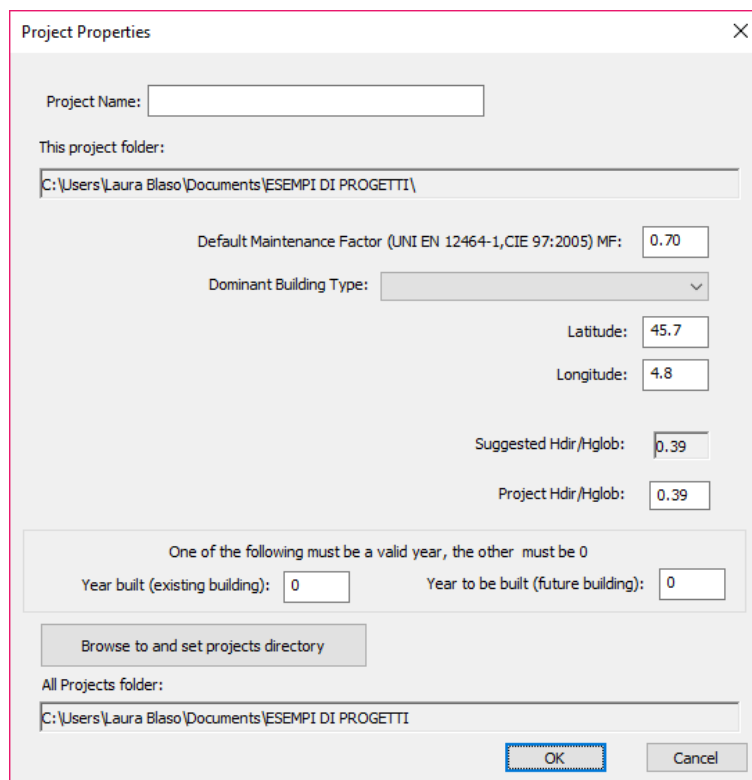 Project Properties
Project Name:
This project folder:
C:\Users\Laura Blaso\Documents\ESEMPI DI PROGETTI\
Default Maintenance Factor (UNI EN 12464-1,CIE 97:2005) MF: 0.70
Dominant Building Type:
Latitude: 45.7
Longitude: 4.8
Suggested Hdir/Hglob: 0.39
Project Hdir/Hglob: 0.39
One of the following must be a valid year, the other must be 0
Year built (existing building): 0 Year to be built (future building): 0
Browse to and set projects directory
All Projects folder:
C:\Users\Laura Blaso\Documents\ESEMPI DI PROGETTI
OK Cancel